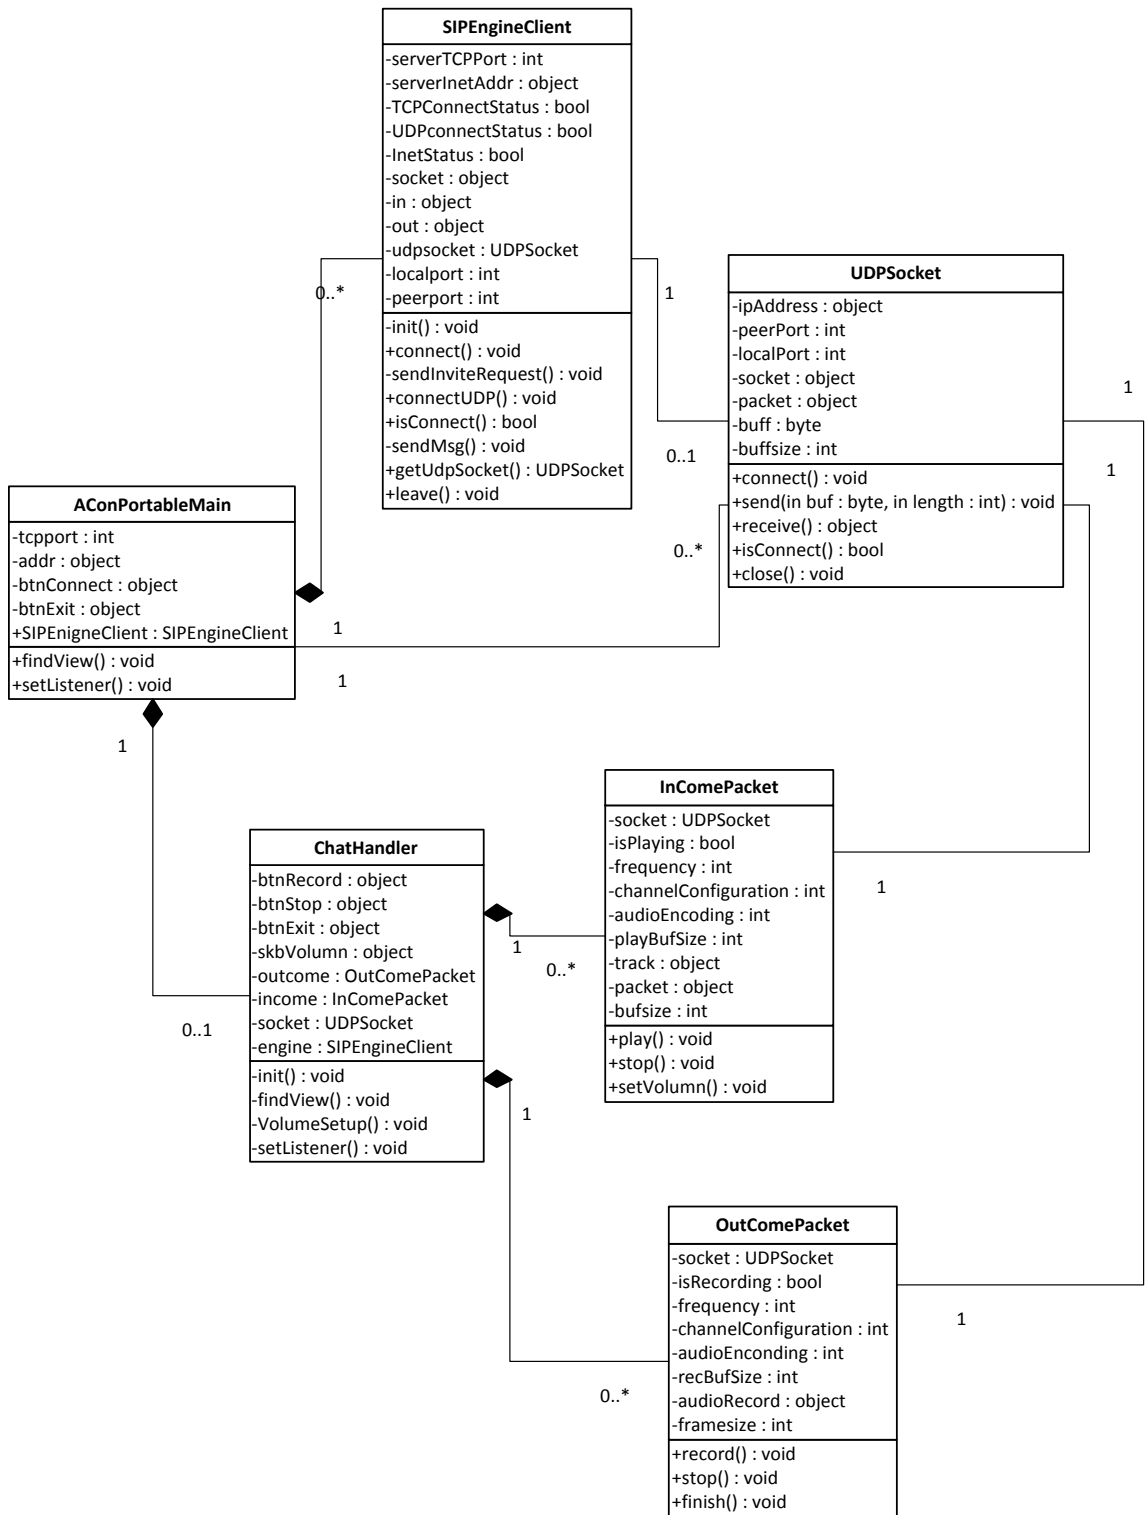 SIPEngineClient
-serverTCPPort : int
-serverInetAddr : object
-TCPConnectStatus : bool
-UDPconnectStatus : bool
-InetStatus : bool
-socket : object
-in : object
-out : object
-udpsocket : UDPSocket
-localport : int
-peerport : int
-init() : void
+connect() : void
-sendInviteRequest() : void
+connectUDP() : void
+isConnect() : bool
-sendMsg() : void
+getUdpSocket() : UDPSocket
+leave() : void
0..*
1
UDPSocket
-ipAddress : object
-peerPort : int
-localPort : int
-socket : object
-packet : object
-buff : byte
-buffsize : int
+connect() : void
+send(in buf : byte, in length : int) : void
+receive() : object
+isConnect() : bool
+close() : void
1
0..1
1
0..*
AConPortableMain
-tcpport : int
-addr : object
-btnConnect : object
-btnExit : object
+SIPEnigneClient : SIPEngineClient
+findView() : void
+setListener() : void
1
1
1
InComePacket
-socket : UDPSocket
-isPlaying : bool
-frequency : int
-channelConfiguration : int
-audioEncoding : int
-playBufSize : int
-track : object
-packet : object
-bufsize : int
+play() : void
+stop() : void
+setVolumn() : void
1
ChatHandler
-btnRecord : object
-btnStop : object
-btnExit : object
-skbVolumn : object
-outcome : OutComePacket
-income : InComePacket
-socket : UDPSocket
-engine : SIPEngineClient
-init() : void
-findView() : void
-VolumeSetup() : void
-setListener() : void
1
0..*
0..1
1
OutComePacket
-socket : UDPSocket
-isRecording : bool
-frequency : int
-channelConfiguration : int
-audioEnconding : int
-recBufSize : int
-audioRecord : object
-framesize : int
+record() : void
+stop() : void
+finish() : void
1
0..*